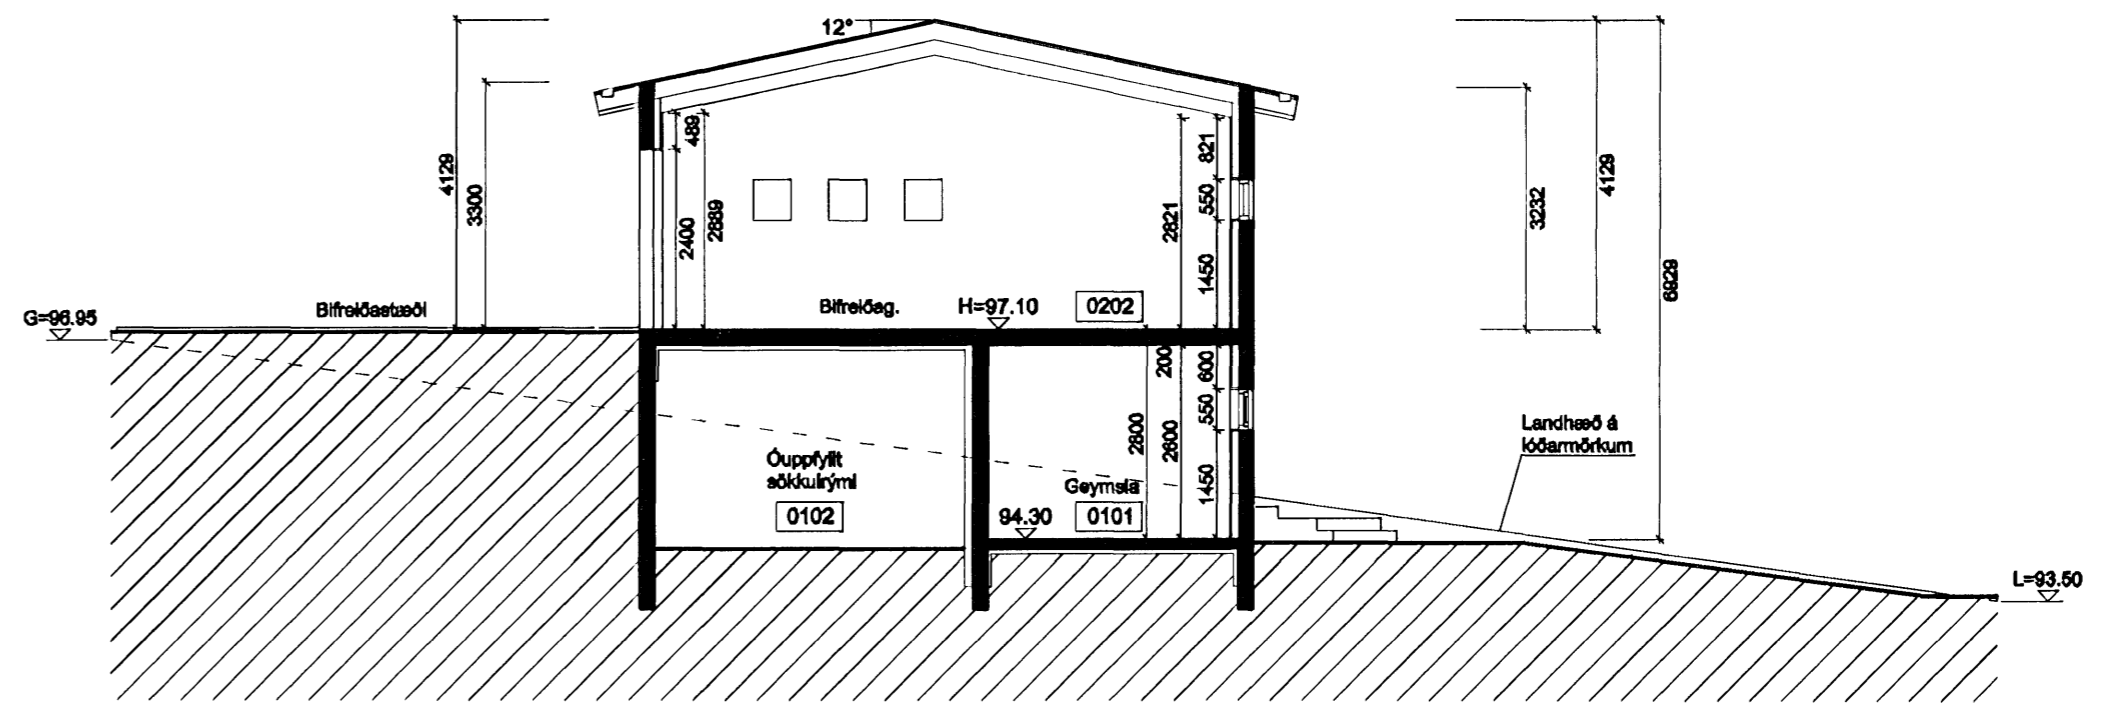 12°
4129
3300
489
2400
2889
821
550
2821
1450
3232
4129
6929
G=96.95
Bifreiðastæði
Bifreiðag.
H=97.10
0202
200
600
550
2800
2600
1450
Óuppfyllt
sökkulrými
0102
Geymsla
94.30
0101
Landhæð á
lóðarmörkum
L=93.50